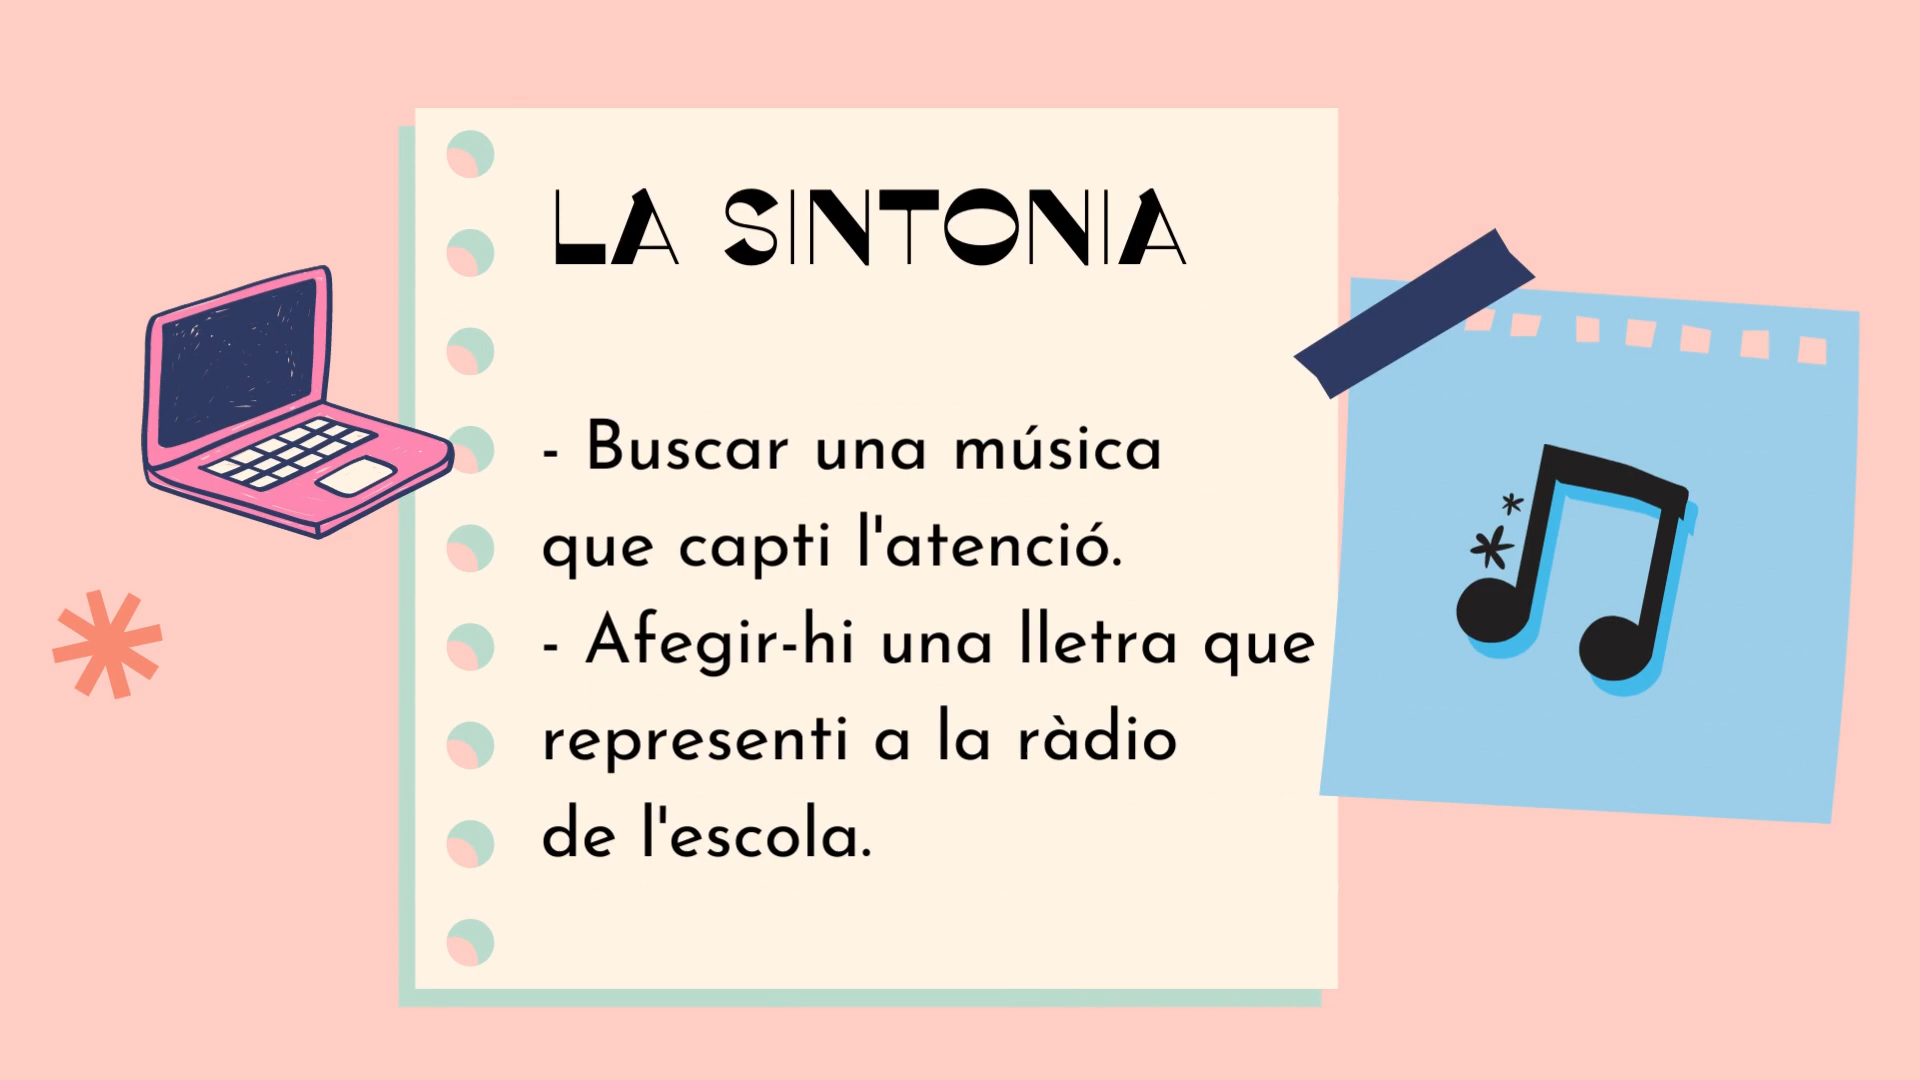 LA SINTONIA
- Buscar una música
que capti l'atenció.
- Afegir-hi una lletra que
representi a la ràdio
de l'escola.